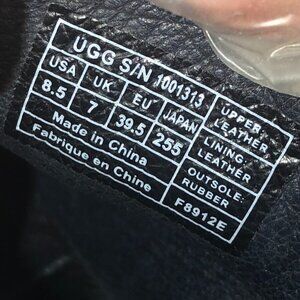 UGG S/N 1001313
USA UK EU JAPAN
8.5 7 39.5 255
Made in China
Fabrique en Chine
UPPER:
LEATHER
LINING:
LEATHER
OUTSOLE:
RUBBER
F8912E